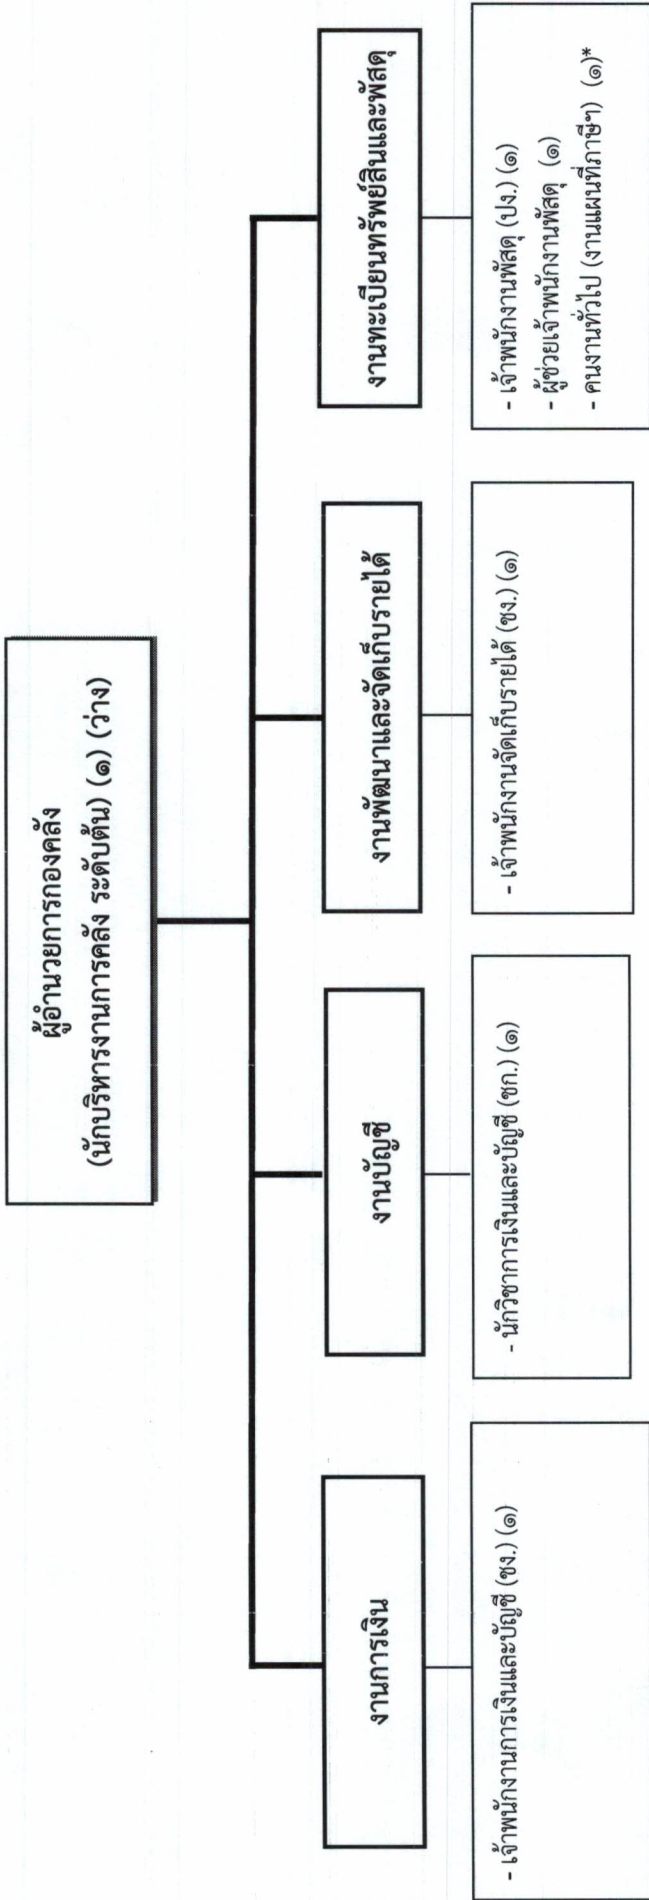 ผู้อำนวยการกองคลัง
(นักบริหารงานการคลัง ระดับต้น) (๑) (ว่าง)
งานการเงิน
งานบัญชี
งานพัฒนาและจัดเก็บรายได้
งานทะเบียนทรัพย์สินและพัสดุ
- เจ้าพนักงานการเงินและบัญชี (ชง.) (๑)
- นักวิชาการเงินและบัญชี (ชก.) (๑)
- เจ้าพนักงานจัดเก็บรายได้ (ชง.) (๑)
- เจ้าพนักงานพัสดุ (ปง.) (๑)
- ผู้ช่วยเจ้าพนักงานพัสดุ (๑)
- คนงานทั่วไป (งานแผนที่ภาษีฯ) (๑)*